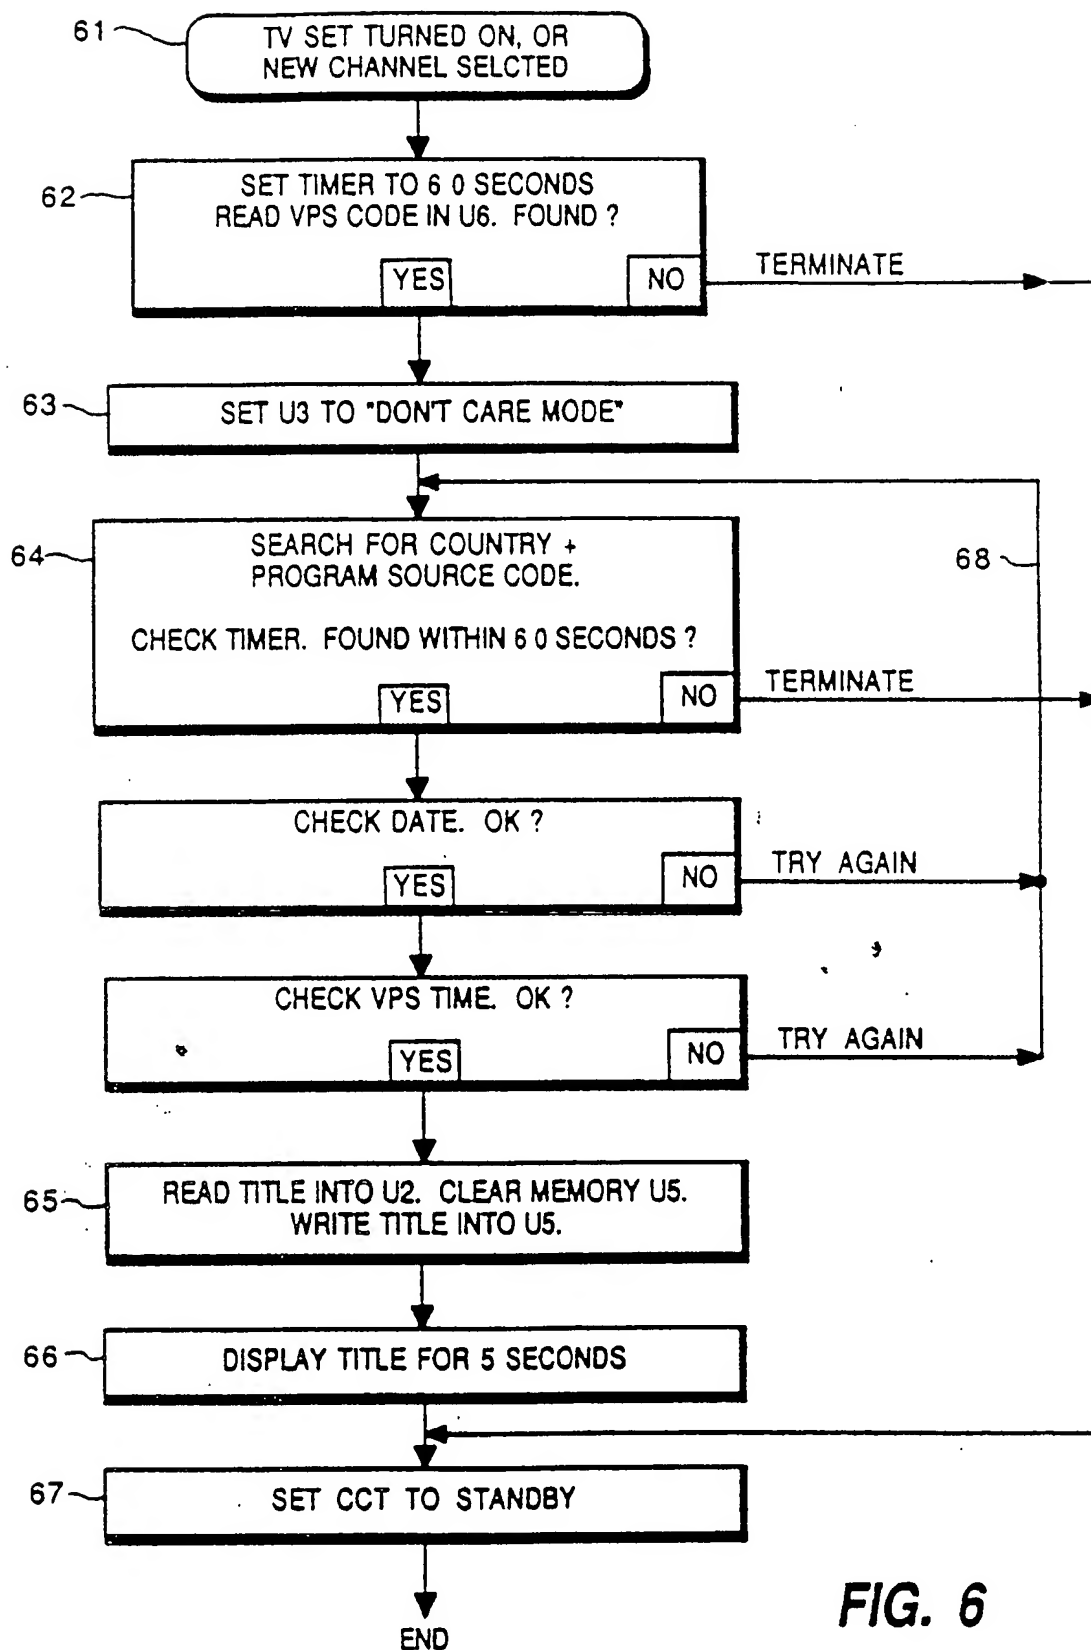 61
TV SET TURNED ON, OR
NEW CHANNEL SELCTED
62
SET TIMER TO 6 0 SECONDS
READ VPS CODE IN U6. FOUND ?
YES
NO
TERMINATE
63
SET U3 TO "DON'T CARE MODE"
64
SEARCH FOR COUNTRY +
PROGRAM SOURCE CODE.
CHECK TIMER. FOUND WITHIN 6 0 SECONDS ?
YES
NO
TERMINATE
68
CHECK DATE. OK ?
YES
NO
TRY AGAIN
CHECK VPS TIME. OK ?
YES
NO
TRY AGAIN
65
READ TITLE INTO U2. CLEAR MEMORY U5.
WRITE TITLE INTO U5.
66
DISPLAY TITLE FOR 5 SECONDS
67
SET CCT TO STANDBY
END
FIG. 6